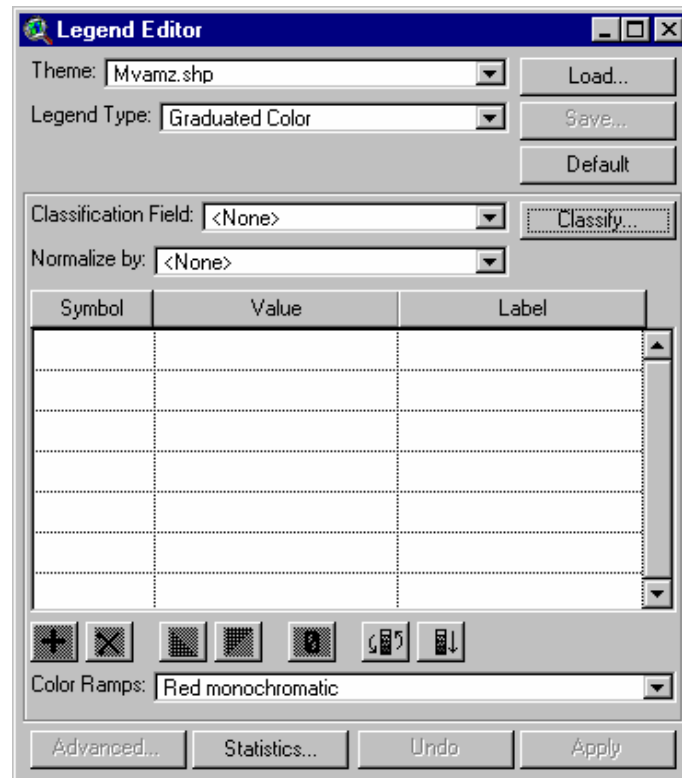 Legend Editor
Theme: Mvamz.shp
Load...
Legend Type: Graduated Color
Save...
Default
Classification Field: <None>
Classify...
Normalize by: <None>
Symbol Value Label
0
Color Ramps: Red monochromatic
Advanced... Statistics... Undo Apply